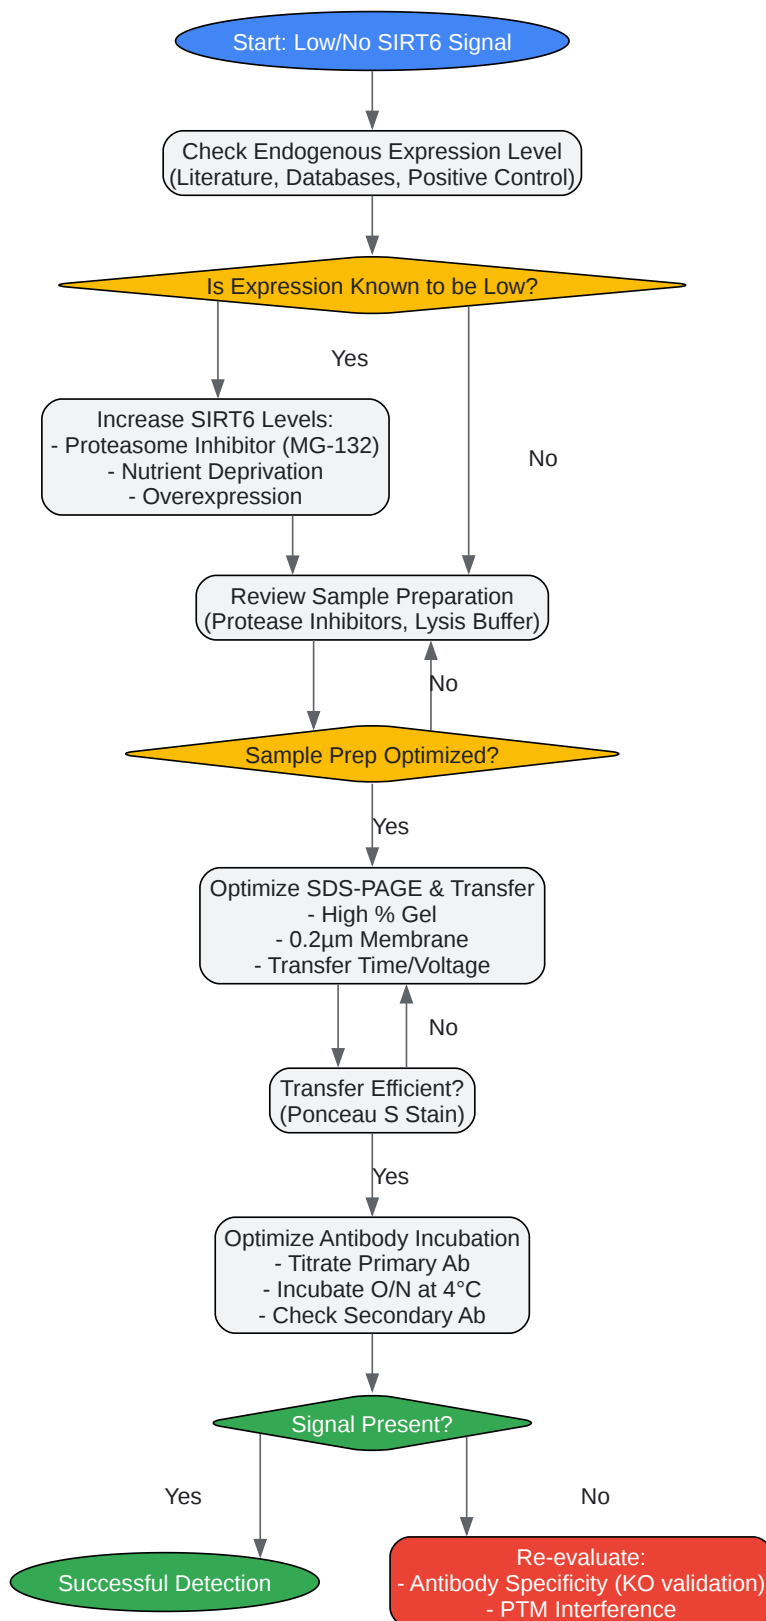 Start: Low/No SIRT6 Signal
Check Endogenous Expression Level
(Literature, Databases, Positive Control)
Is Expression Known to be Low?
Yes
Increase SIRT6 Levels:
- Proteasome Inhibitor (MG-132)
- Nutrient Deprivation
- Overexpression
No
Review Sample Preparation
(Protease Inhibitors, Lysis Buffer)
No
Sample Prep Optimized?
Yes
Optimize SDS-PAGE & Transfer
- High % Gel
- 0.2µm Membrane
- Transfer Time/Voltage
No
Transfer Efficient?
(Ponceau S Stain)
Yes
Optimize Antibody Incubation
- Titrate Primary Ab
- Incubate O/N at 4°C
- Check Secondary Ab
Signal Present?
Yes
No
Successful Detection
Re-evaluate:
- Antibody Specificity (KO validation)
- PTM Interference